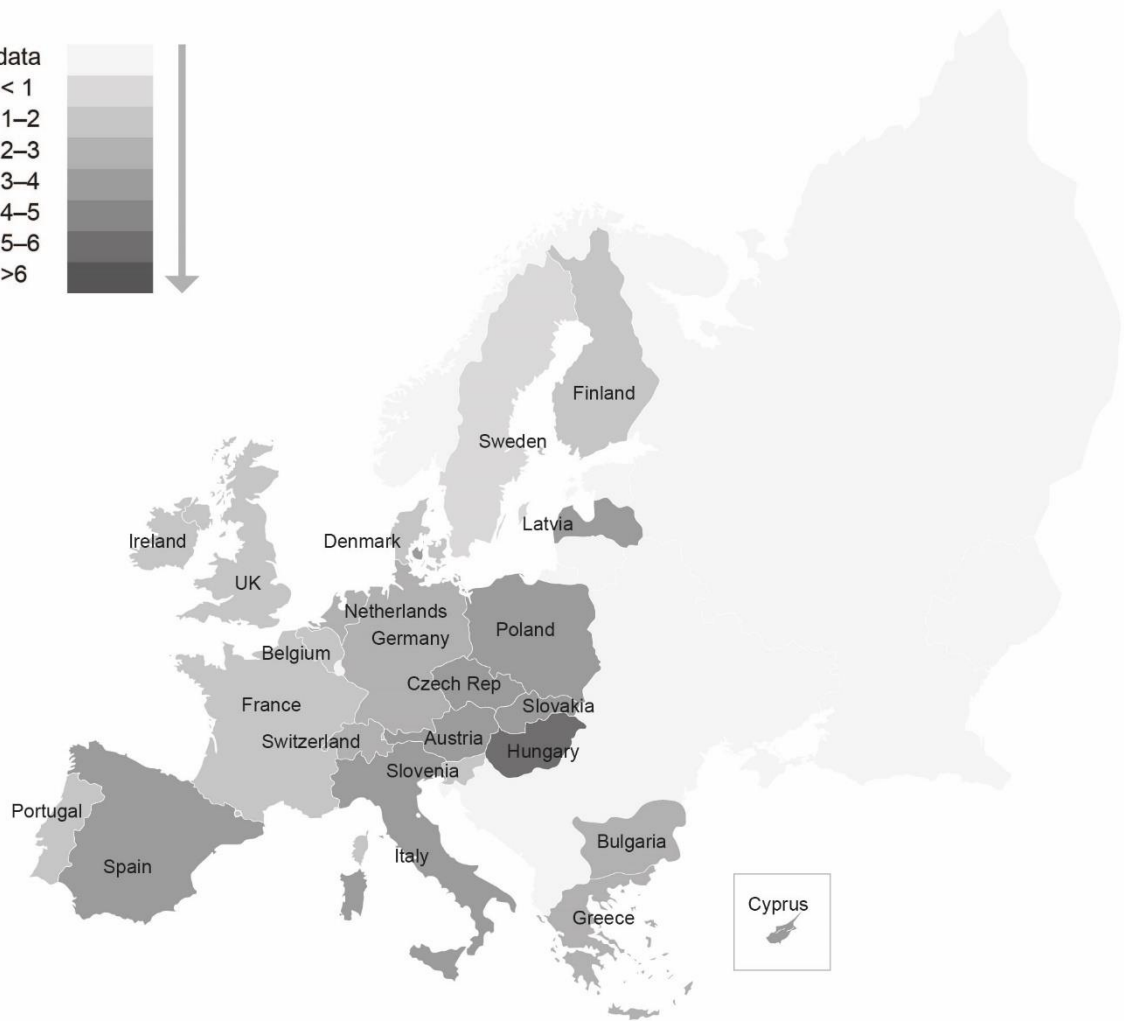 data
< 1
1–2
2–3
3–4
4–5
5–6
>6
Finland
Sweden
Latvia
Ireland
Denmark
UK
Netherlands
Germany
Poland
Belgium
Czech Rep
France
Slovakia
Switzerland
Austria
Hungary
Slovenia
Portugal
Spain
Italy
Bulgaria
Greece
Cyprus